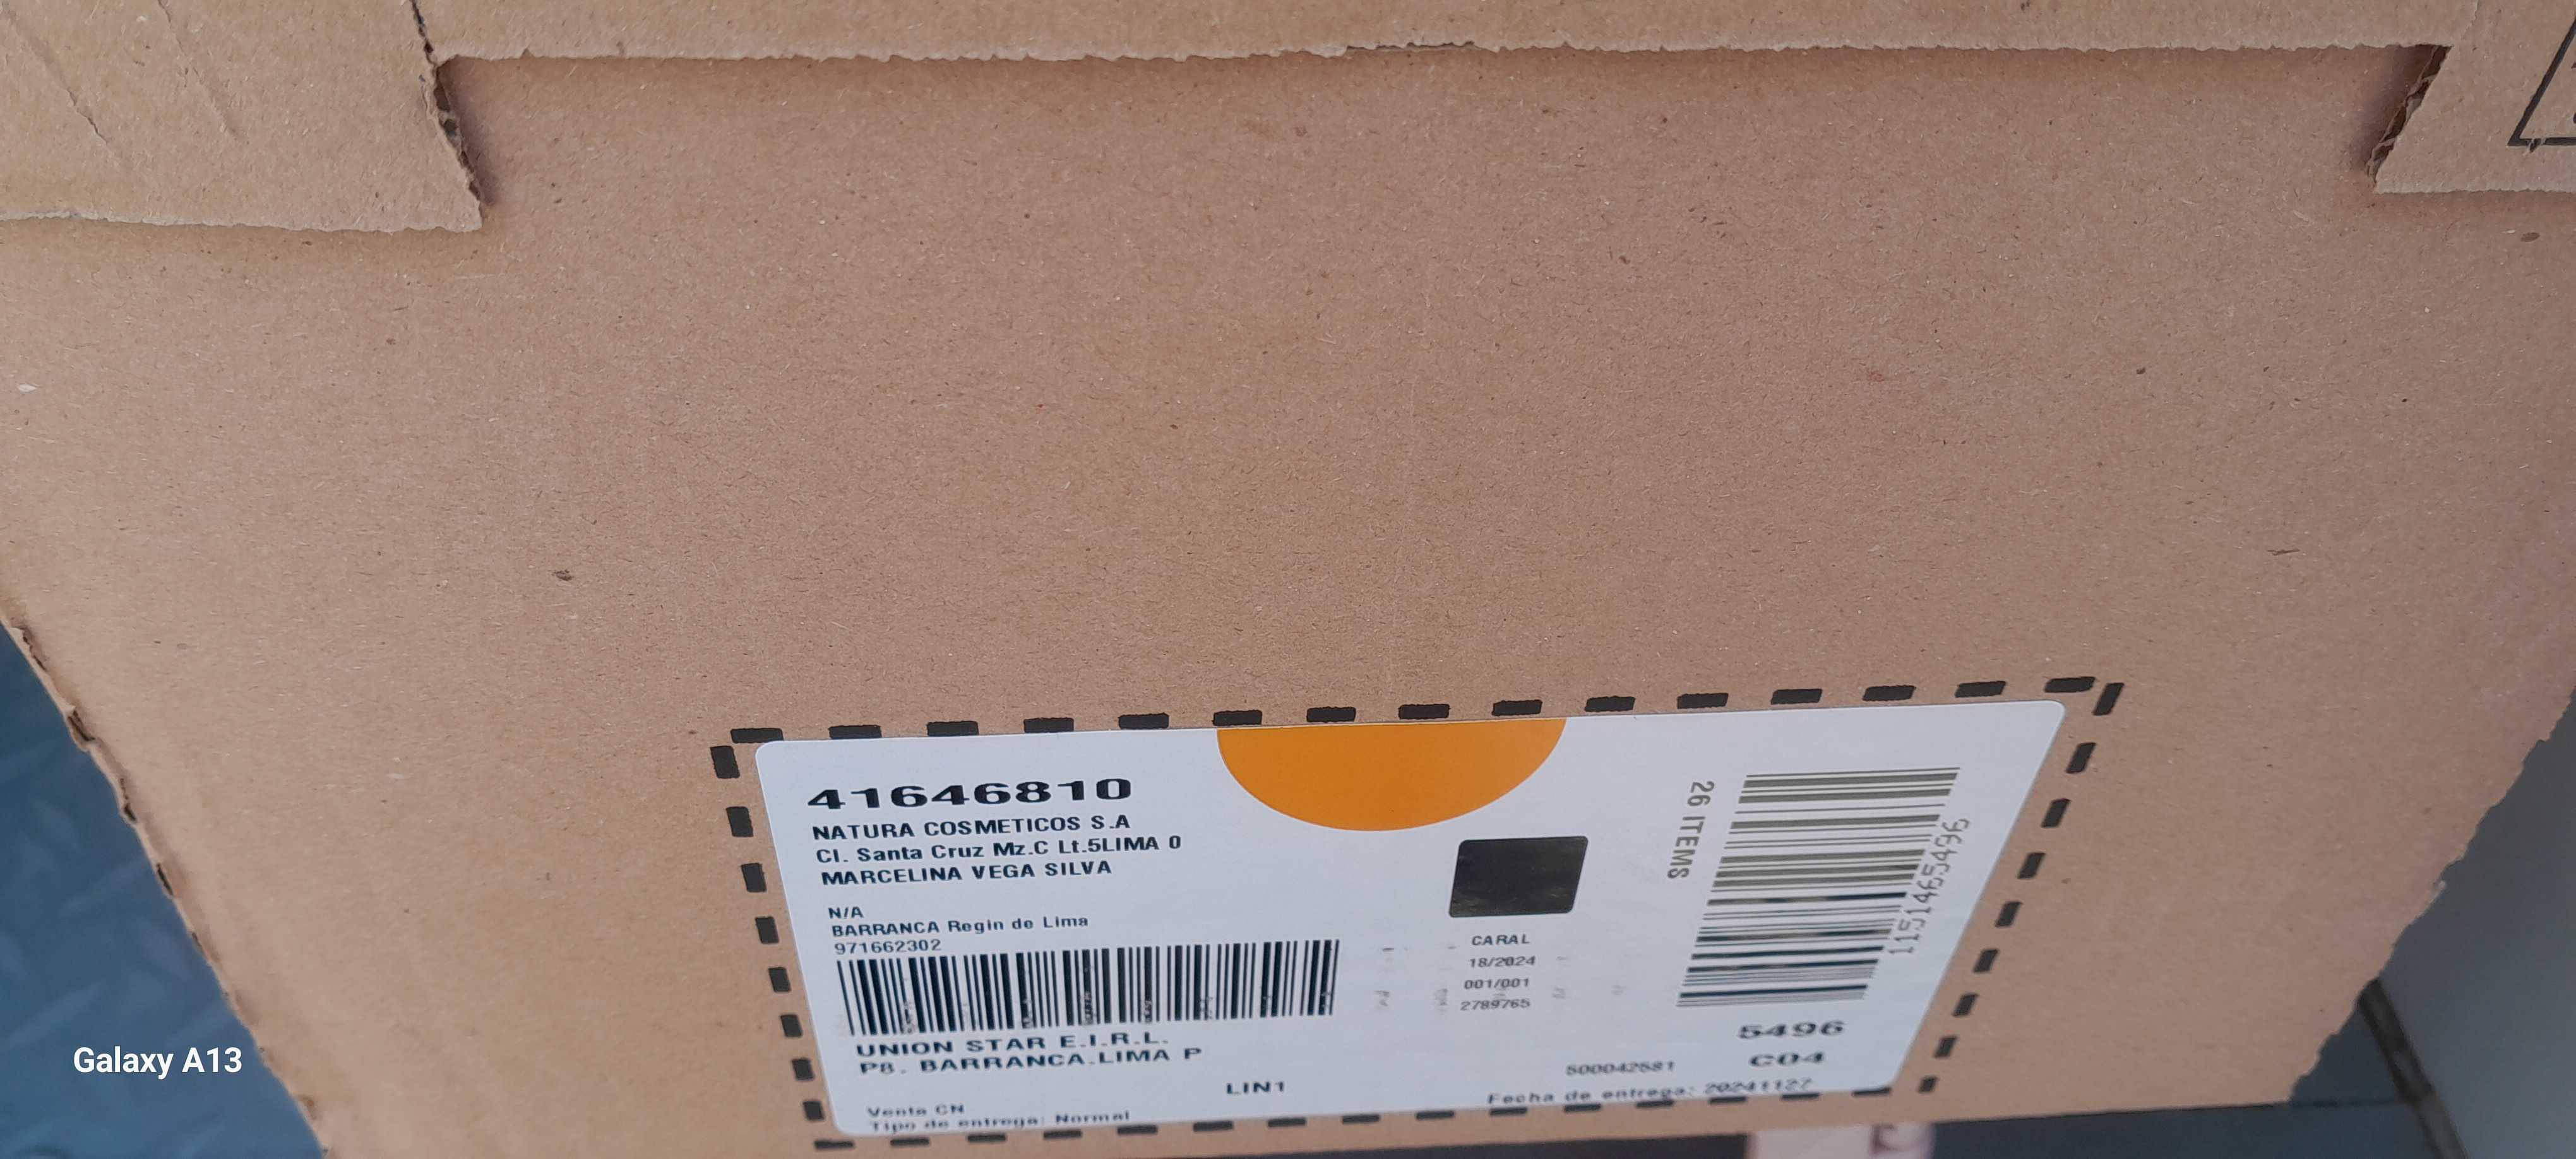 41646810
NATURA COSMETICOS S.A
Cl. Santa Cruz Mz.C Lt.5LIMA 0
MARCELINA VEGA SILVA
N/A
BARRANCA Regin de Lima
971662302
UNION STAR E.I.R.L.
P8. BARRANCA.LIMA P
LIN1
Venta CN
Tipo de entrega: Normal
CARAL
18/2024
001/001
2789765
26 ITEMS
1151465496
5496
C04
500042581
Fecha de entrega: 20241127
Galaxy A13